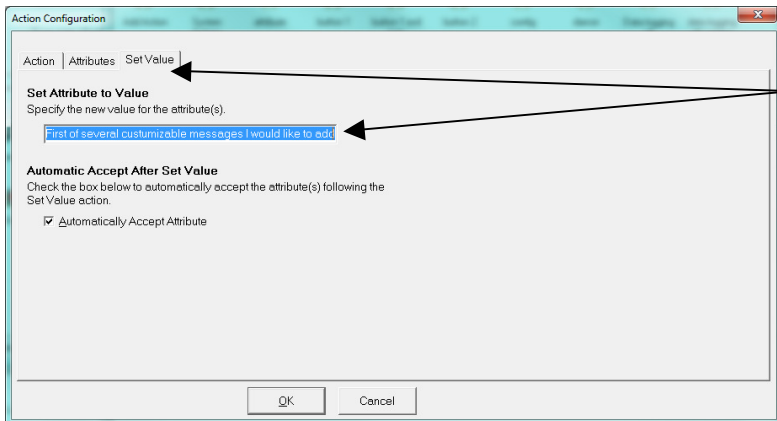 Action Configuration
Action Attributes Set Value
Set Attribute to Value
Specify the new value for the attribute(s).
First of several custumizable messages I would like to add
Automatic Accept After Set Value
Check the box below to automatically accept the attribute(s) following the
Set Value action.
Automatically Accept Attribute
OK Cancel